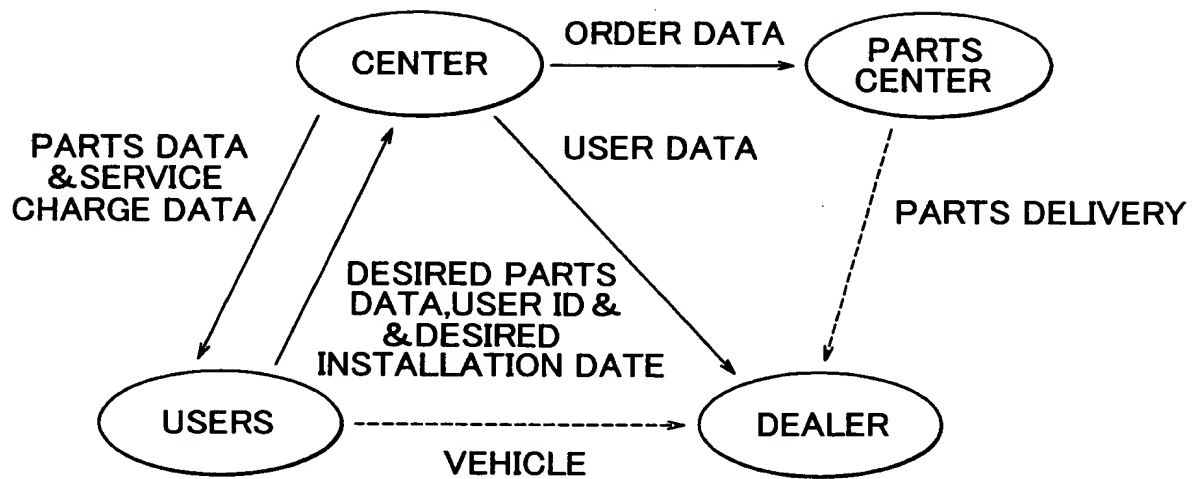 ORDER DATA
CENTER
PARTS
CENTER
PARTS DATA
&SERVICE
CHARGE DATA
USER DATA
PARTS DELIVERY
DESIRED PARTS
DATA,USER ID &
&DESIRED
INSTALLATION DATE
USERS
DEALER
VEHICLE